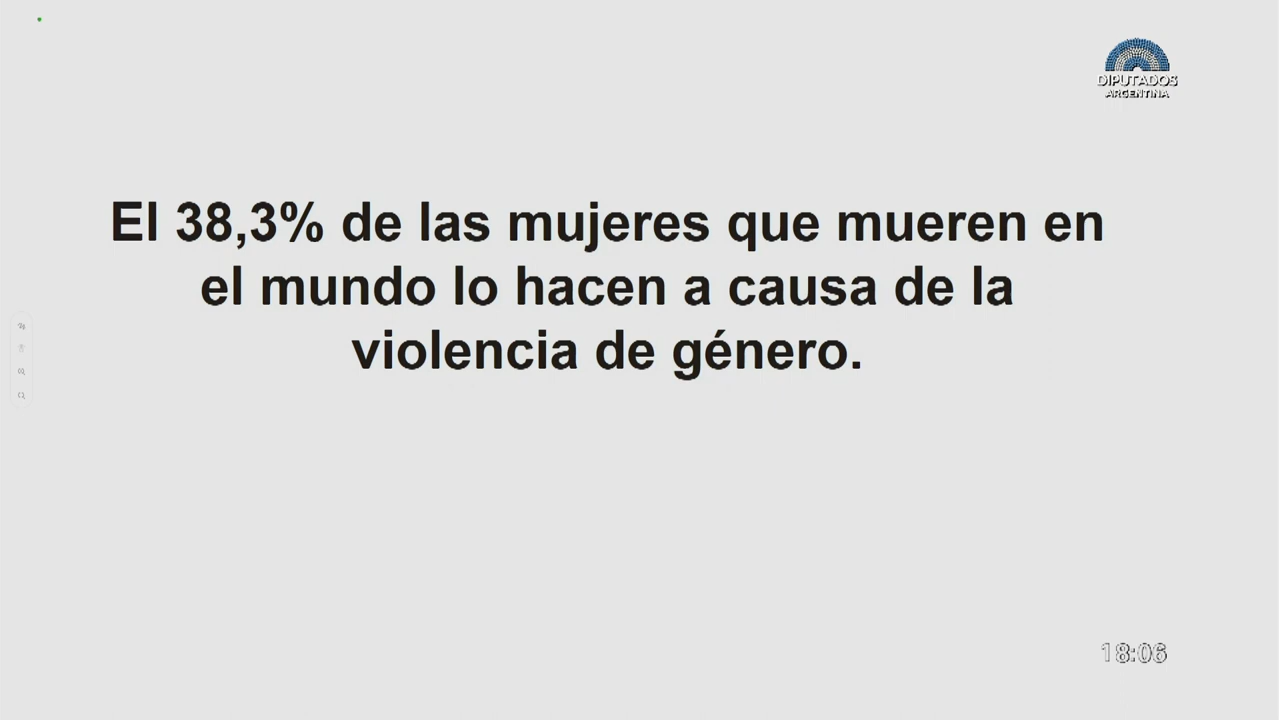 DIPUTADOS
ARGENTINA
El 38,3% de las mujeres que mueren en
el mundo lo hacen a causa de la
violencia de género.
18:06